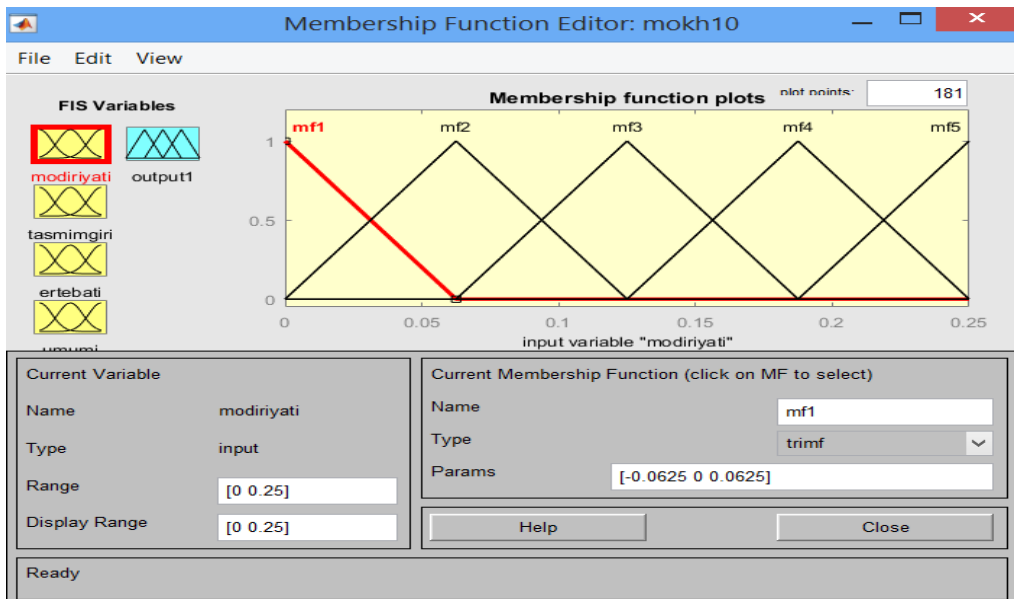 Membership Function Editor: mokh10
File Edit View
FIS Variables
modiriyati output1
tasmimgiri
ertebati
umumi
Membership function plots plot points: 181
mf1 mf2 mf3 mf4 mf5
1
0.5
0
0 0.05 0.1 0.15 0.2 0.25
input variable "modiriyati"
Current Variable
Name modiriyati
Type input
Range [0 0.25]
Display Range [0 0.25]
Current Membership Function (click on MF to select)
Name mf1
Type trimf
Params [-0.0625 0 0.0625]
Help Close
Ready